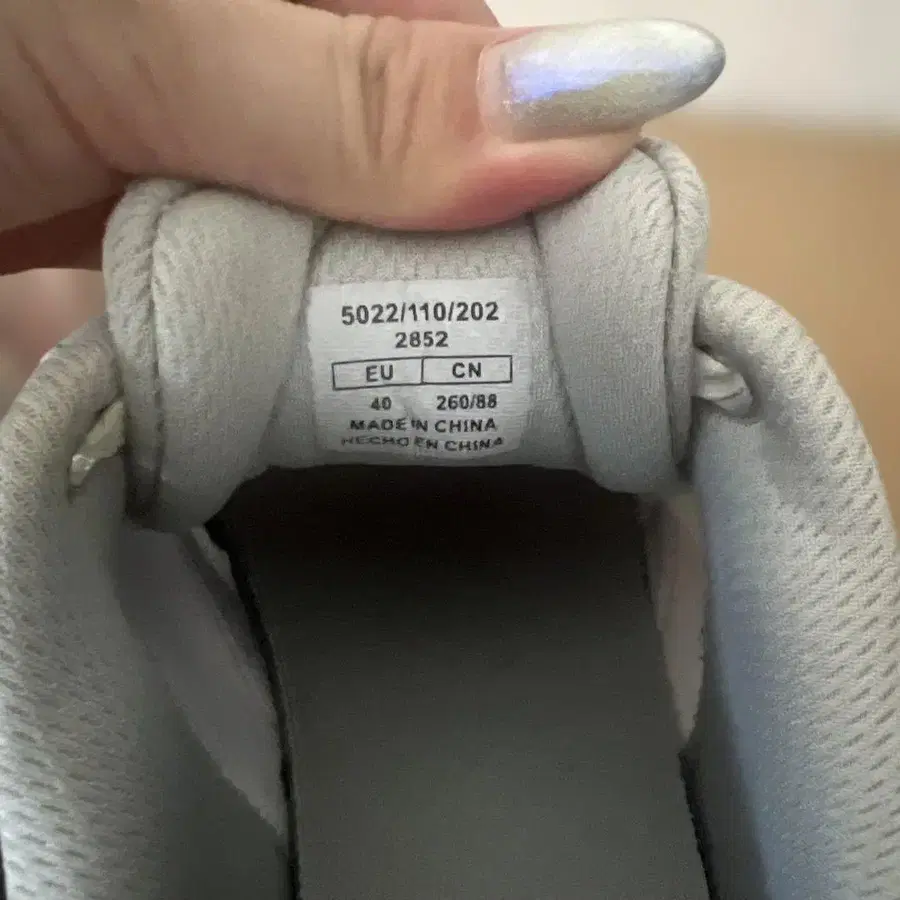 5022/110/202
2852
EU CN
40 260/88
MADE IN CHINA
HECHO EN CHINA